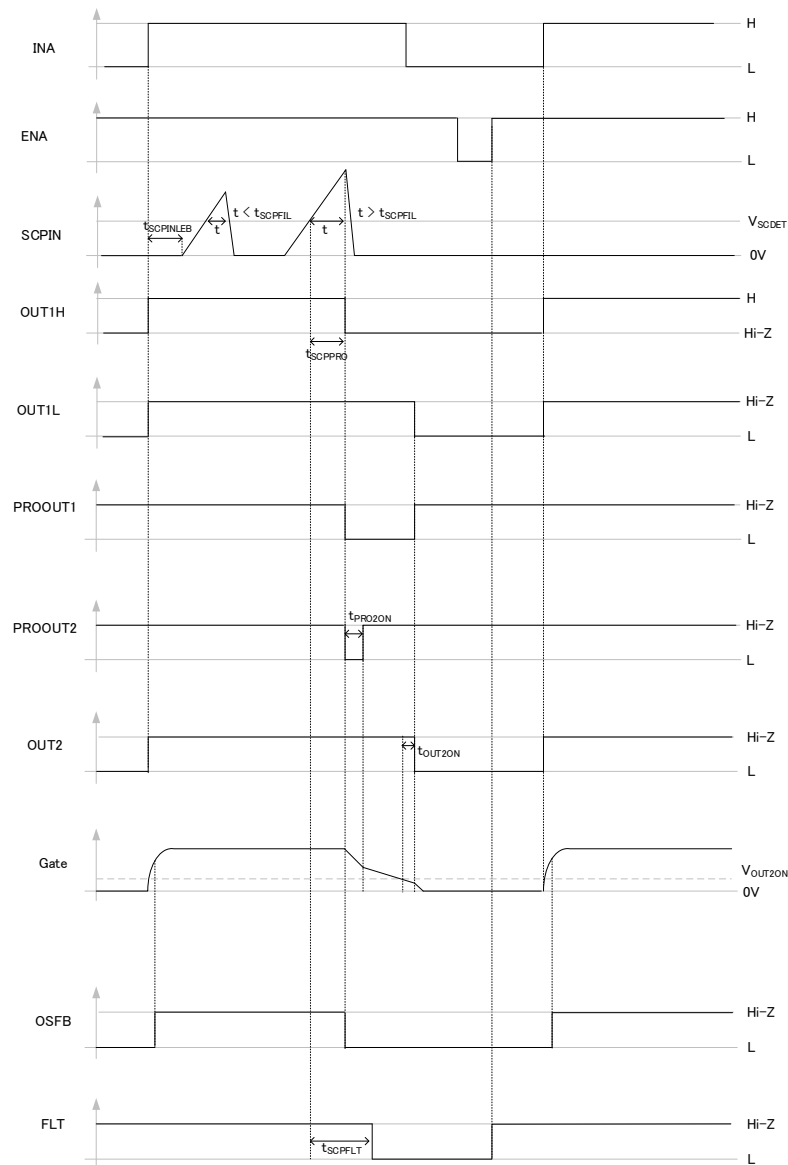 INA
H
L
ENA
H
L
SCPIN
tSCPINLEB
t < tSCPFIL
t
t > tSCPFIL
t
VSCDET
0V
OUT1H
H
Hi-Z
tSCPPRO
OUT1L
Hi-Z
L
PROOUT1
Hi-Z
L
PROOUT2
tPRO2ON
Hi-Z
L
OUT2
tOUT2ON
Hi-Z
L
Gate
VOUT2ON
0V
OSFB
Hi-Z
L
FLT
tSCPFLT
Hi-Z
L